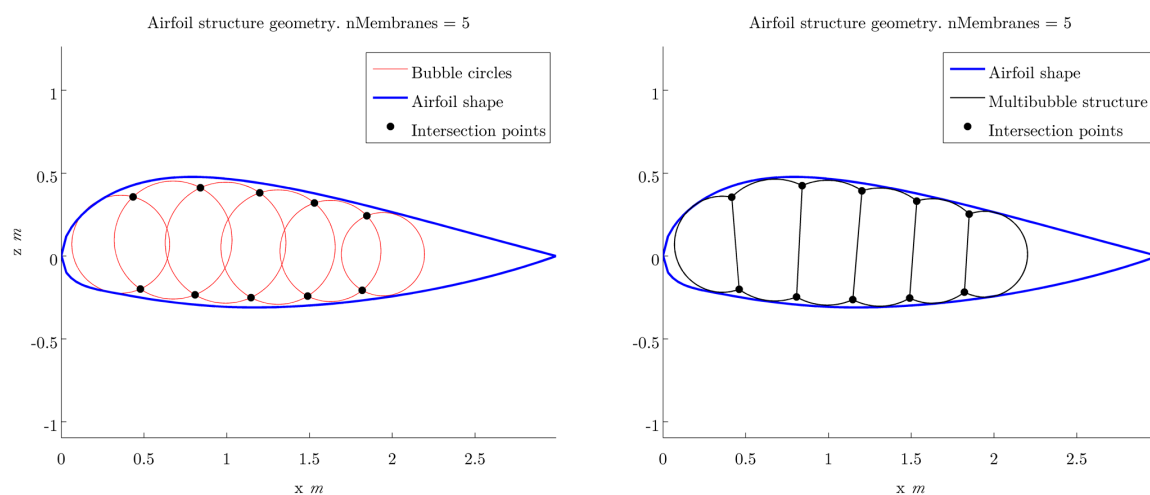 Airfoil structure geometry. nMembranes = 5
Bubble circles
Airfoil shape
Intersection points
1
0.5
0
-0.5
-1
z m
0 0.5 1 1.5 2 2.5
x m
Airfoil structure geometry. nMembranes = 5
Airfoil shape
Multibubble structure
Intersection points
1
0.5
0
-0.5
-1
0 0.5 1 1.5 2 2.5
x m